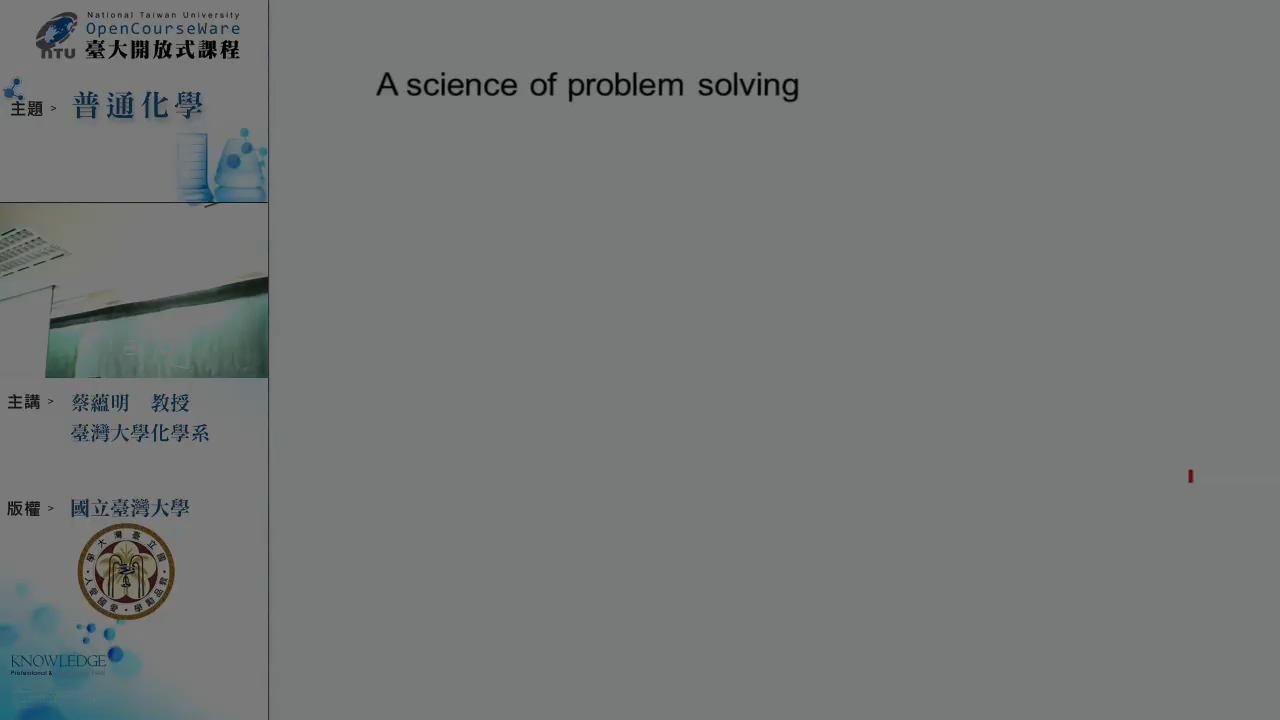 National Taiwan University
OpenCourseWare
NTU 臺大開放式課程
主題 > 普通化學
A science of problem solving
主講 > 蔡蘊明 教授
臺灣大學化學系
版權 > 國立臺灣大學
KNOWLEDGE
Professional &